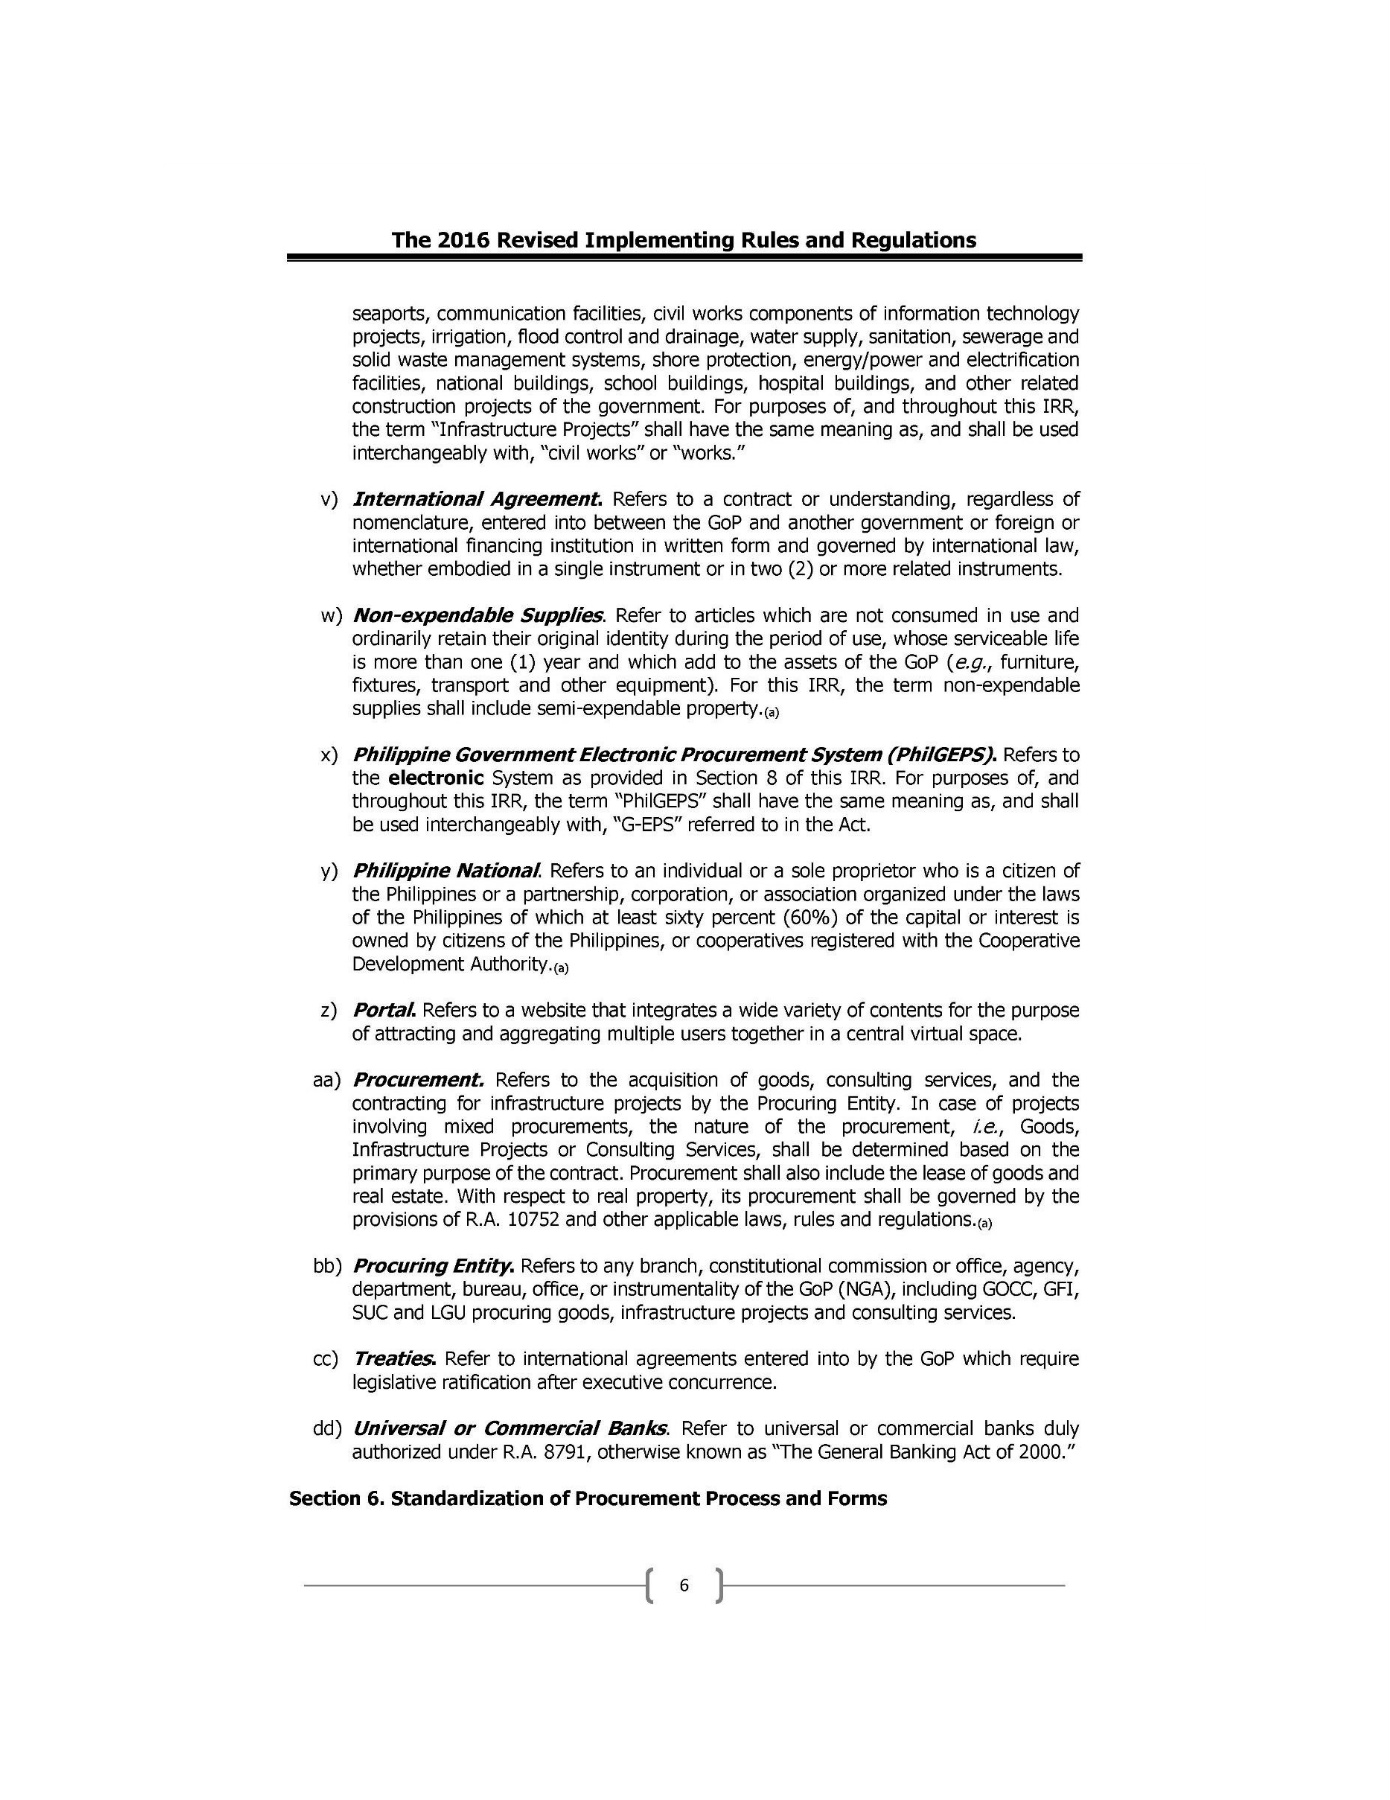 The 2016 Revised Implementing Rules and Regulations
seaports, communication facilities, civil works components of information technology
projects, irrigation, flood control and drainage, water supply, sanitation, sewerage and
solid waste management systems, shore protection, energy/power and electrification
facilities, national buildings, school buildings, hospital buildings, and other related
construction projects of the government. For purposes of, and throughout this IRR,
the term “Infrastructure Projects” shall have the same meaning as, and shall be used
interchangeably with, “civil works” or “works.”
v) International Agreement. Refers to a contract or understanding, regardless of
nomenclature, entered into between the GoP and another government or foreign or
international financing institution in written form and governed by international law,
whether embodied in a single instrument or in two (2) or more related instruments.
w) Non-expendable Supplies. Refer to articles which are not consumed in use and
ordinarily retain their original identity during the period of use, whose serviceable life
is more than one (1) year and which add to the assets of the GoP (e.g., furniture,
fixtures, transport and other equipment). For this IRR, the term non-expendable
supplies shall include semi-expendable property.(a)
x) Philippine Government Electronic Procurement System (PhilGEPS). Refers to
the electronic System as provided in Section 8 of this IRR. For purposes of, and
throughout this IRR, the term “PhilGEPS” shall have the same meaning as, and shall
be used interchangeably with, “G-EPS” referred to in the Act.
y) Philippine National. Refers to an individual or a sole proprietor who is a citizen of
the Philippines or a partnership, corporation, or association organized under the laws
of the Philippines of which at least sixty percent (60%) of the capital or interest is
owned by citizens of the Philippines, or cooperatives registered with the Cooperative
Development Authority.(a)
z) Portal. Refers to a website that integrates a wide variety of contents for the purpose
of attracting and aggregating multiple users together in a central virtual space.
aa) Procurement. Refers to the acquisition of goods, consulting services, and the
contracting for infrastructure projects by the Procuring Entity. In case of projects
involving mixed procurements, the nature of the procurement, i.e., Goods,
Infrastructure Projects or Consulting Services, shall be determined based on the
primary purpose of the contract. Procurement shall also include the lease of goods and
real estate. With respect to real property, its procurement shall be governed by the
provisions of R.A. 10752 and other applicable laws, rules and regulations.(a)
bb) Procuring Entity. Refers to any branch, constitutional commission or office, agency,
department, bureau, office, or instrumentality of the GoP (NGA), including GOCC, GFI,
SUC and LGU procuring goods, infrastructure projects and consulting services.
cc) Treaties. Refer to international agreements entered into by the GoP which require
legislative ratification after executive concurrence.
dd) Universal or Commercial Banks. Refer to universal or commercial banks duly
authorized under R.A. 8791, otherwise known as “The General Banking Act of 2000.”
Section 6. Standardization of Procurement Process and Forms
6